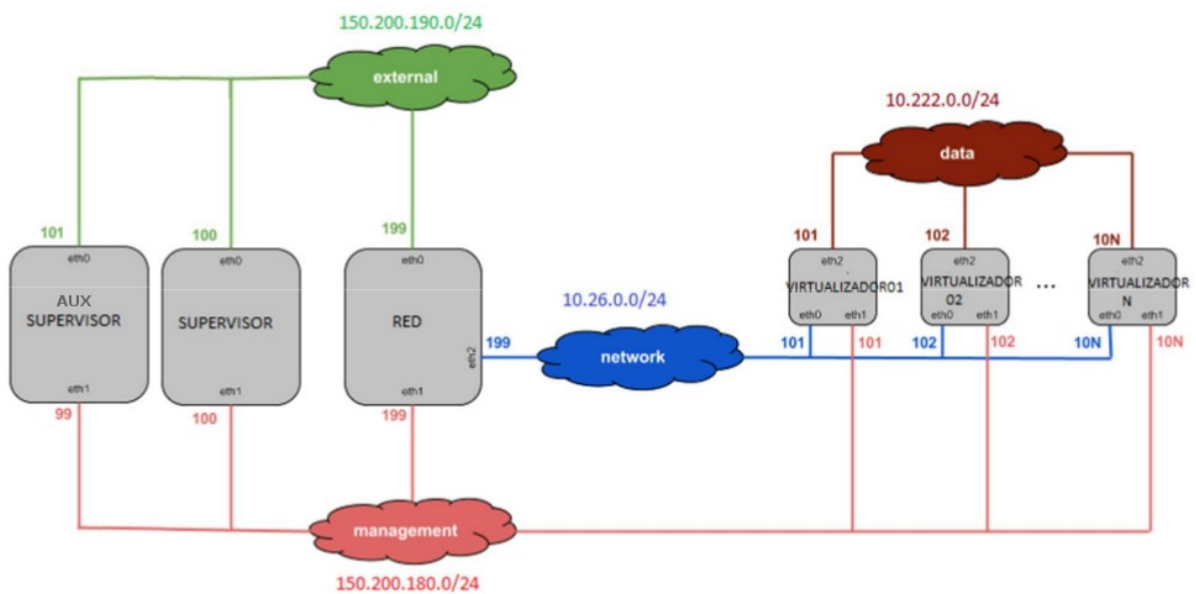 150.200.190.0/24
external
10.222.0.0/24
data
101
100
199
101
102
10N
eth0
eth0
eth0
eth2
eth2
eth2
AUX
SUPERVISOR
SUPERVISOR
RED
VIRTUALIZADOR01
VIRTUALIZADOR
02
...
VIRTUALIZADOR
N
eth0
eth1
eth0
eth1
eth0
eth1
10.26.0.0/24
eth2
199
network
101
101
102
102
10N
10N
eth1
eth1
eth1
99
100
199
management
150.200.180.0/24